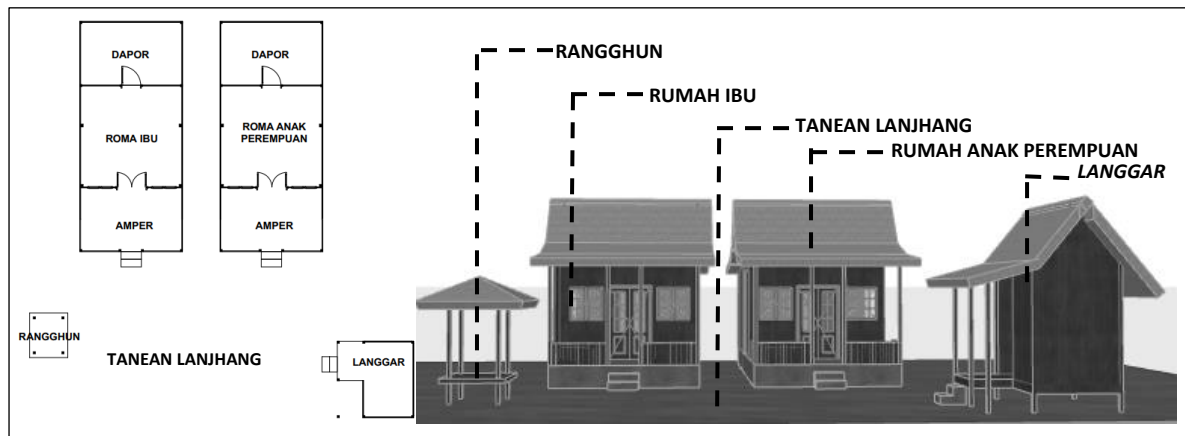 DAPOR
DAPOR
ROMA IBU
ROMA ANAK
PEREMPUAN
AMPER
AMPER
RANGGHUN
TANEAN LANJHANG
LANGGAR
RANGGHUN
RUMAH IBU
TANEAN LANJHANG
RUMAH ANAK PEREMPUAN
LANGGAR